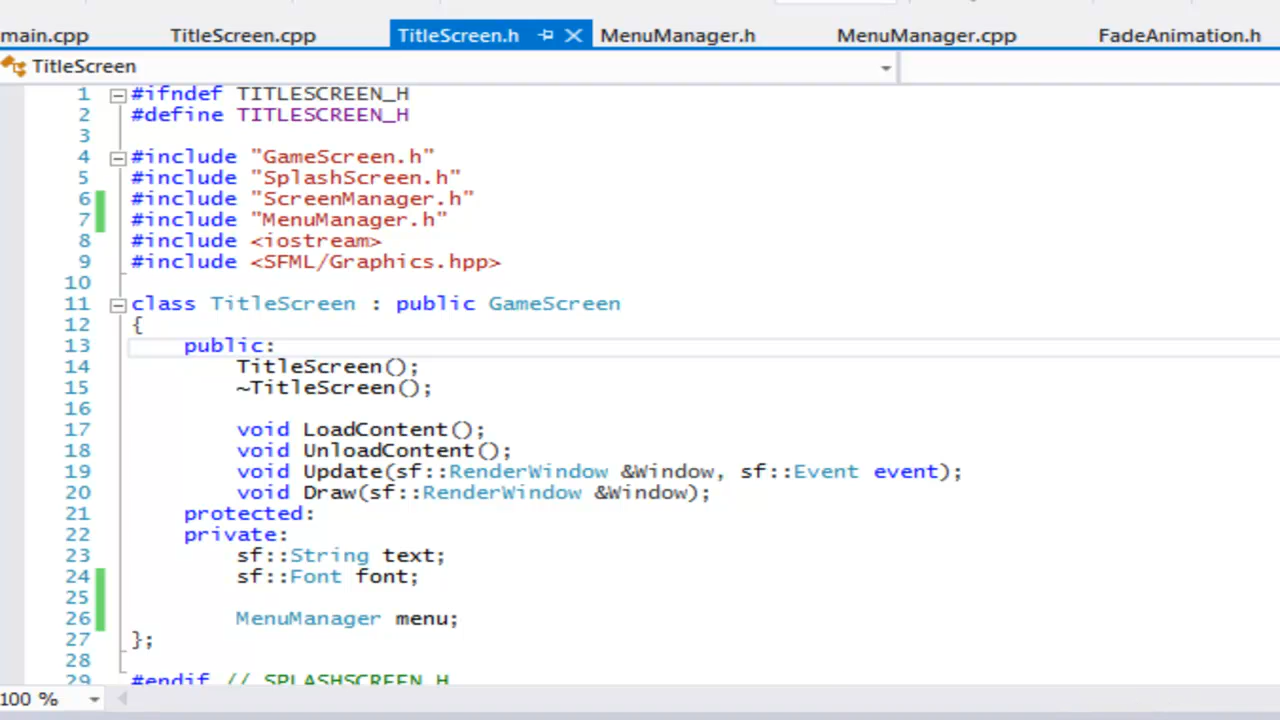 main.cpp TitleScreen.cpp TitleScreen.h MenuManager.h MenuManager.cpp FadeAnimation.h
TitleScreen
1 #ifndef TITLESCREEN_H
2 #define TITLESCREEN_H
3
4 #include "GameScreen.h"
5 #include "SplashScreen.h"
6 #include "ScreenManager.h"
7 #include "MenuManager.h"
8 #include <iostream>
9 #include <SFML/Graphics.hpp>
10
11 class TitleScreen : public GameScreen
12 {
13 public:
14 TitleScreen();
15 ~TitleScreen();
16
17 void LoadContent();
18 void UnloadContent();
19 void Update(sf::RenderWindow &Window, sf::Event event);
20 void Draw(sf::RenderWindow &Window);
21 protected:
22 private:
23 sf::String text;
24 sf::Font font;
25
26 MenuManager menu;
27 };
28
29 #endif // SPLASHSCREEN_H
100 %